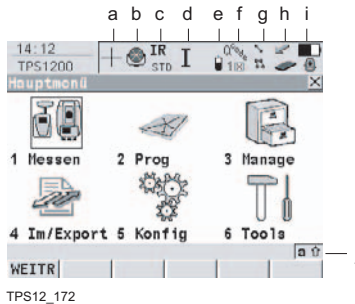 a b c d e f g h i
14:12
TPS1200
IR
STD
I
Hauptmenü
1 Messen 2 Prog 3 Manage
4 Im/Export 5 Konfig 6 Tools
a
WEITR
TPS12_172